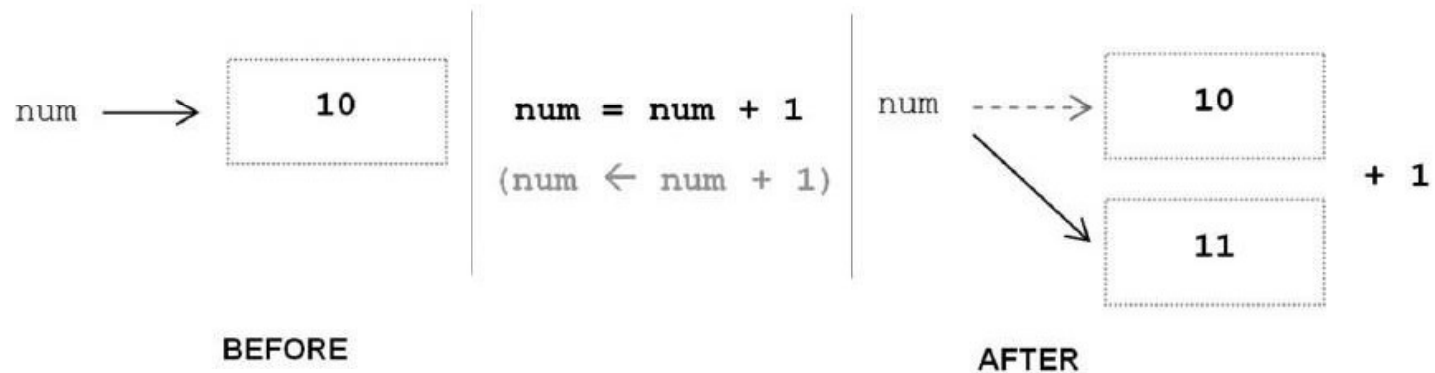 num
10
num = num + 1
(num ← num + 1)
num
10
+ 1
11
BEFORE
AFTER